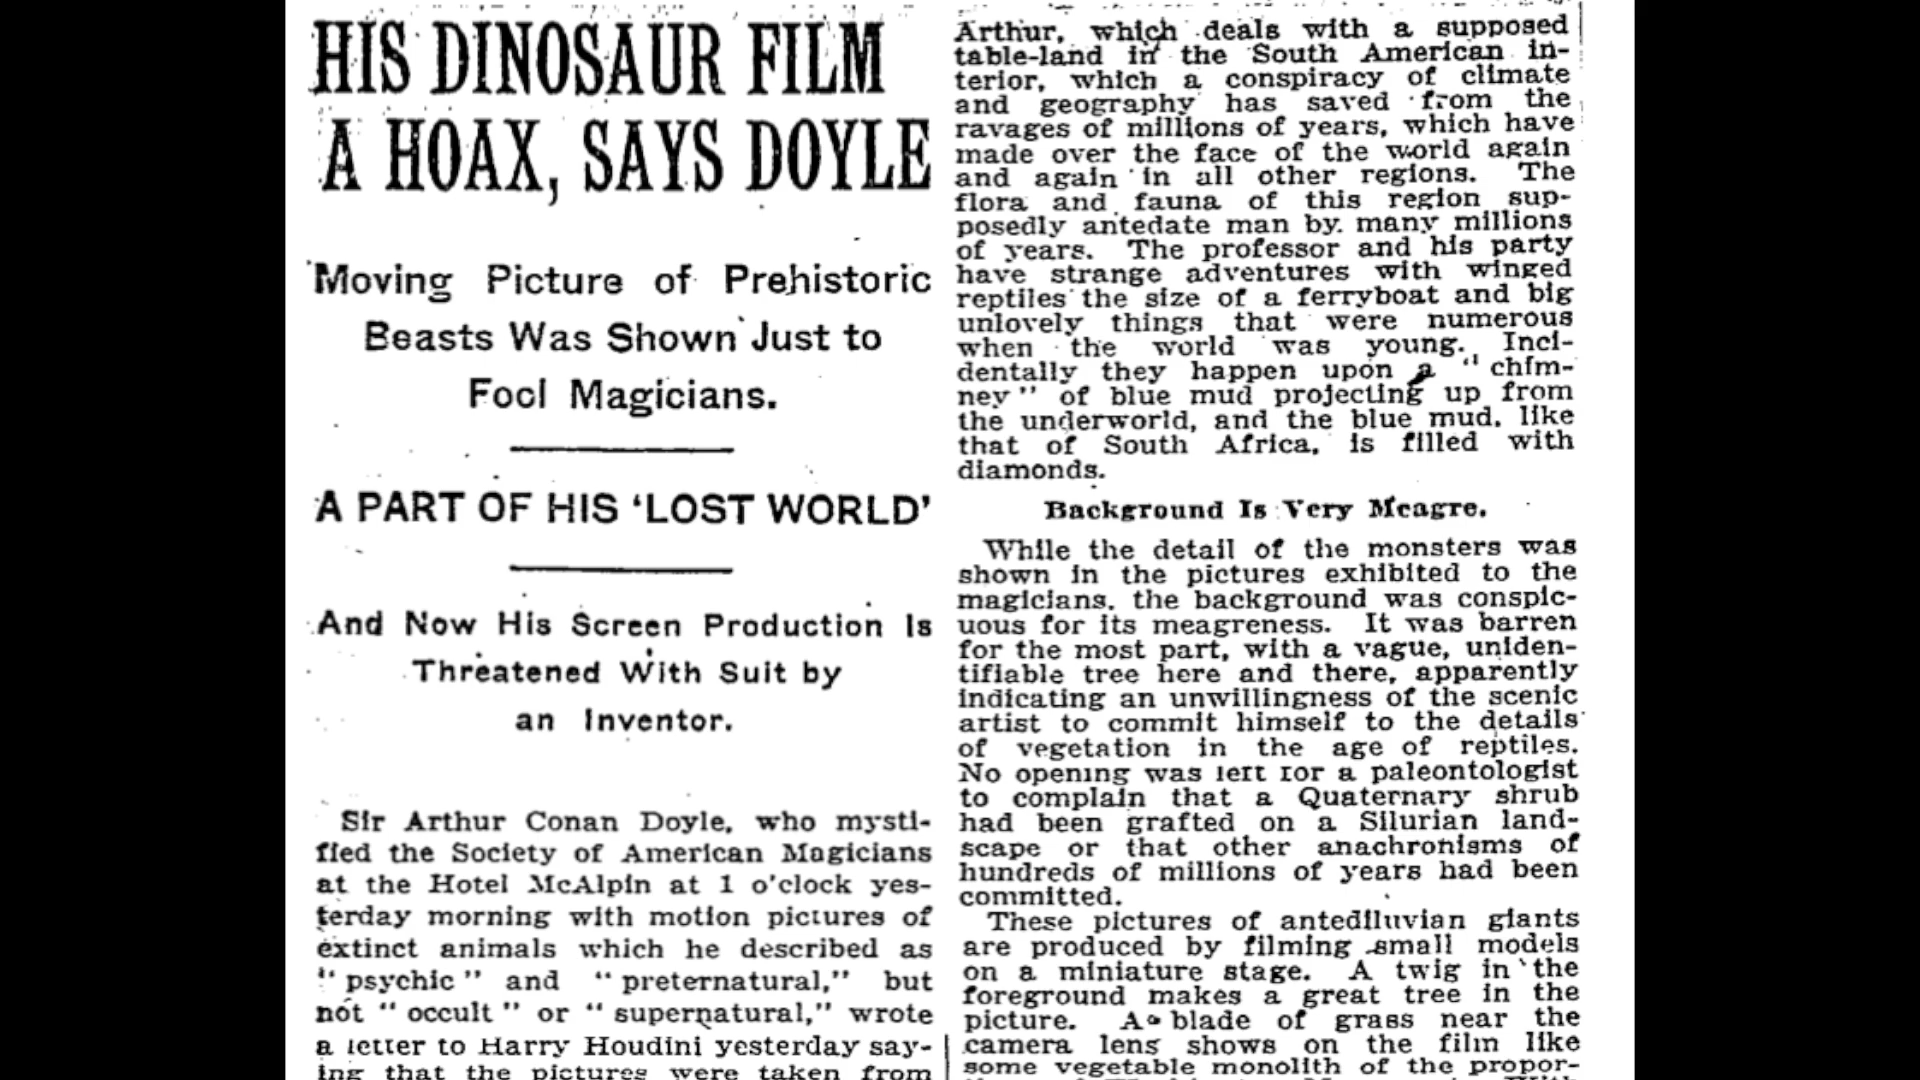 HIS DINOSAUR FILM
A HOAX, SAYS DOYLE
Moving Picture of Prehistoric
Beasts Was Shown Just to
Fool Magicians.
A PART OF HIS 'LOST WORLD'
And Now His Screen Production Is
Threatened With Suit by
an Inventor.
Sir Arthur Conan Doyle, who mysti-
fied the Society of American Magicians
at the Hotel McAlpin at 1 o'clock yes-
terday morning with motion pictures of
extinct animals which he described as
" psychic " and " preternatural," but
not " occult " or " supernatural," wrote
a letter to Harry Houdini yesterday say-
ing that the pictures were taken from
Arthur, which deals with a supposed
table-land in the South American in-
terior, which a conspiracy of climate
and geography has saved from the
ravages of millions of years, which have
made over the face of the world again
and again in all other regions. The
flora and fauna of this region sup-
posedly antedate man by many millions
of years. The professor and his party
have strange adventures with winged
reptiles the size of a ferryboat and big
unlovely things that were numerous
when the world was young. Inci-
dentally they happen upon a " chim-
ney " of blue mud projecting up from
the underworld, and the blue mud, like
that of South Africa, is filled with
diamonds.
Background Is Very Meagre.
While the detail of the monsters was
shown in the pictures exhibited to the
magicians, the background was conspic-
uous for its meagreness. It was barren
for the most part, with a vague, uniden-
tifiable tree here and there, apparently
indicating an unwillingness of the scenic
artist to commit himself to the details
of vegetation in the age of reptiles.
No opening was left for a paleontologist
to complain that a Quaternary shrub
had been grafted on a Silurian land-
scape or that other anachronisms of
hundreds of millions of years had been
committed.
These pictures of antediluvian giants
are produced by filming small models
on a miniature stage. A twig in the
foreground makes a great tree in the
picture. A blade of grass near the
camera lens shows on the film like
some vegetable monolith of the propor-